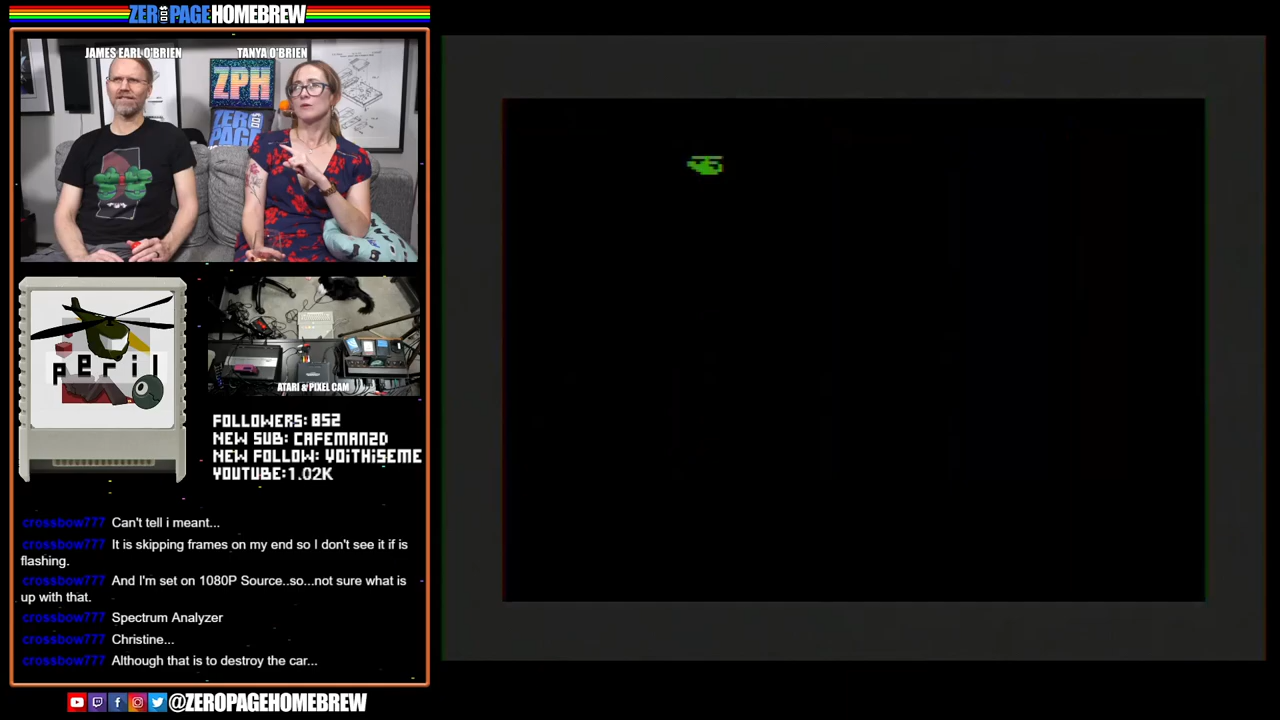 ZERO PAGE HOMEBREW
JAMES EARL O'BRIEN
TANYA O'BRIEN
ZPH
ZERO
PAGE
pEril
ATARI & PIXEL CAM
FOLLOWERS: 852
NEW SUB: CAFEMAN2D
NEW FOLLOW: VOITHISEME
YOUTUBE:1.02K
crossbow777 Can't tell i meant...
crossbow777 It is skipping frames on my end so I don't see it if is
flashing.
crossbow777 And I'm set on 1080P Source..so...not sure what is
up with that.
crossbow777 Spectrum Analyzer
crossbow777 Christine...
crossbow777 Although that is to destroy the car...
@ZEROPAGEHOMEBREW